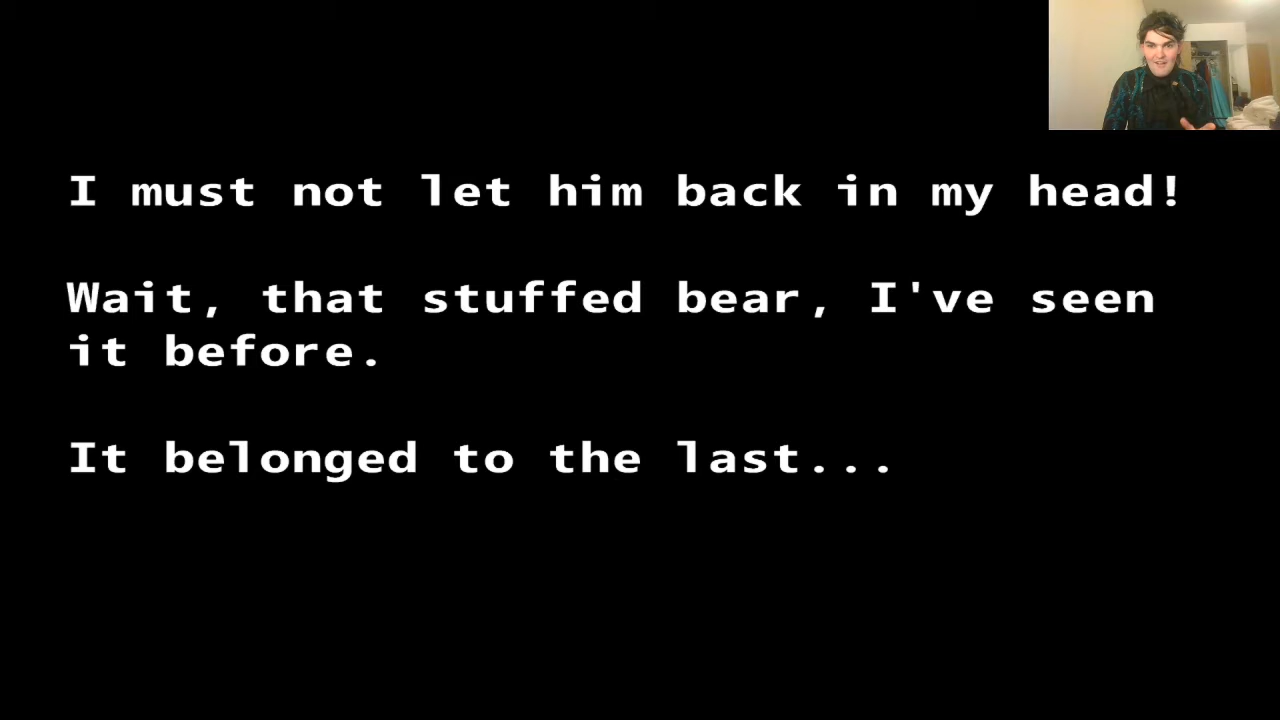 I must not let him back in my head!
Wait, that stuffed bear, I've seen
it before.
It belonged to the last...